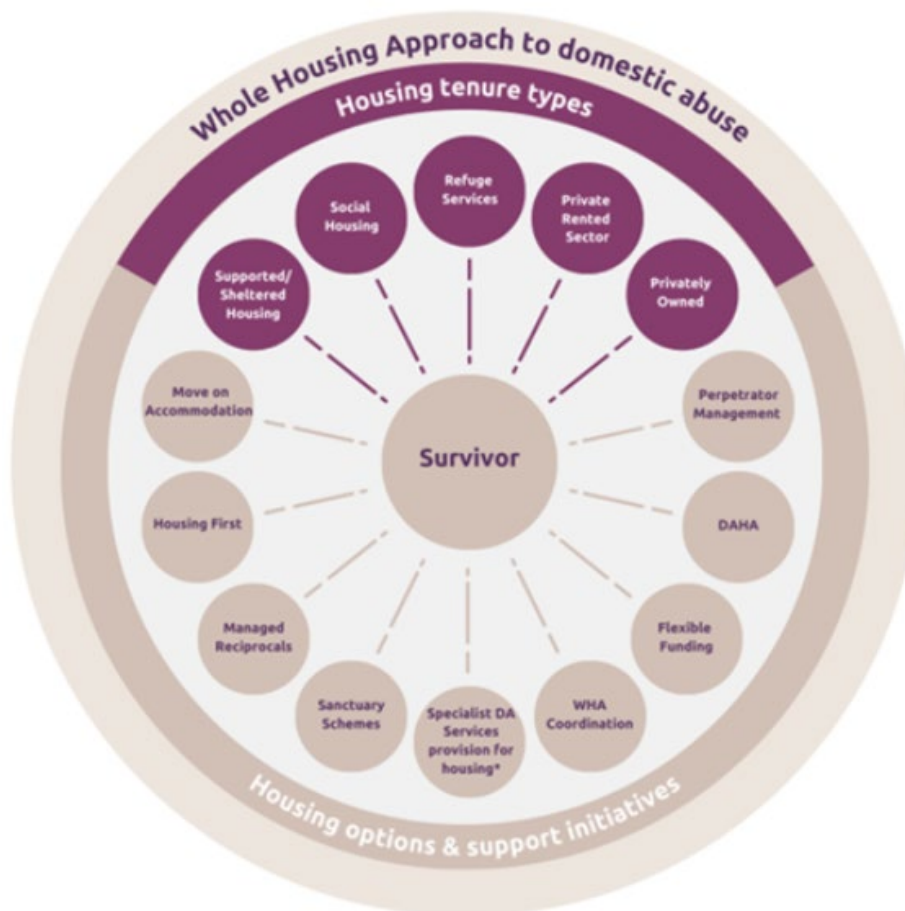 Whole Housing Approach to domestic abuse
Housing tenure types
Refuge
Services
Social
Housing
Private
Rented
Sector
Supported/
Sheltered
Housing
Privately
Owned
Move on
Accommodation
Perpetrator
Management
Survivor
Housing First
DAHA
Managed
Reciprocals
Flexible
Funding
Sanctuary
Schemes
Specialist DA
Services
provision for
housing*
WHA
Coordination
Housing options & support initiatives